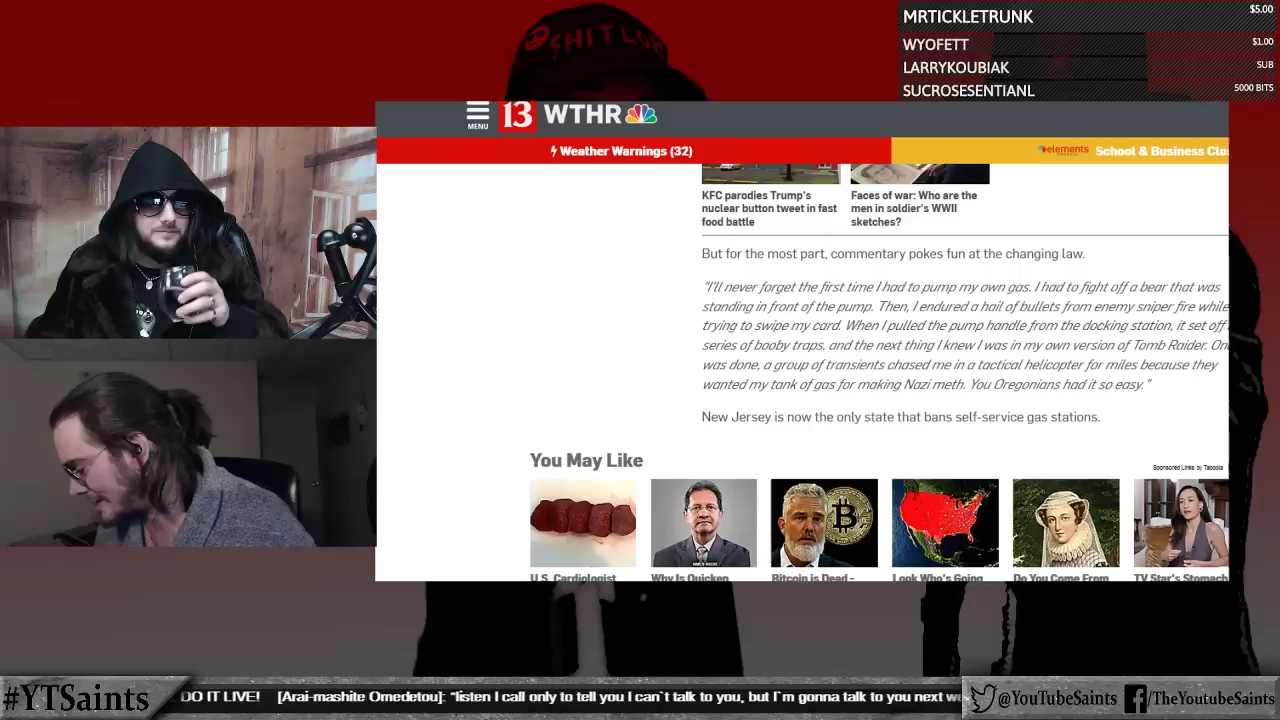 SHIT LOR
MRTICKLETRUNK $5.00
WYOFETT $1.00
LARRYKOUBIAK SUB
SUCROSESENTIANL 5000 BITS
MENU
13 WTHR
Weather Warnings (32)
elements
School & Business Clo
KFC parodies Trump's
nuclear button tweet in fast
food battle
Faces of war: Who are the
men in soldier's WWII
sketches?
But for the most part, commentary pokes fun at the changing law.
"I'll never forget the first time I had to pump my own gas. I had to fight off a bear that was
standing in front of the pump. Then, I endured a hail of bullets from enemy sniper fire while
trying to swipe my card. When I pulled the pump handle from the docking station, it set off
series of booby traps, and the next thing I knew I was in my own version of Tomb Raider. On
was done, a group of transients chased me in a tactical helicopter for miles because they
wanted my tank of gas for making Nazi meth. You Oregonians had it so easy."
New Jersey is now the only state that bans self-service gas stations.
You May Like
Sponsored Links by Taboola
U.S. Cardiologist
Why Is Quicken
Bitcoin is Dead -
Look Who's Going
Do You Come From
TV Star's Stomach
#YTSaints
DO IT LIVE! [Arai-mashite Omedetou]: "listen I call only to tell you I can`t talk to you, but I`m gonna talk to you next we
@YouTubeSaints
/TheYoutubeSaints